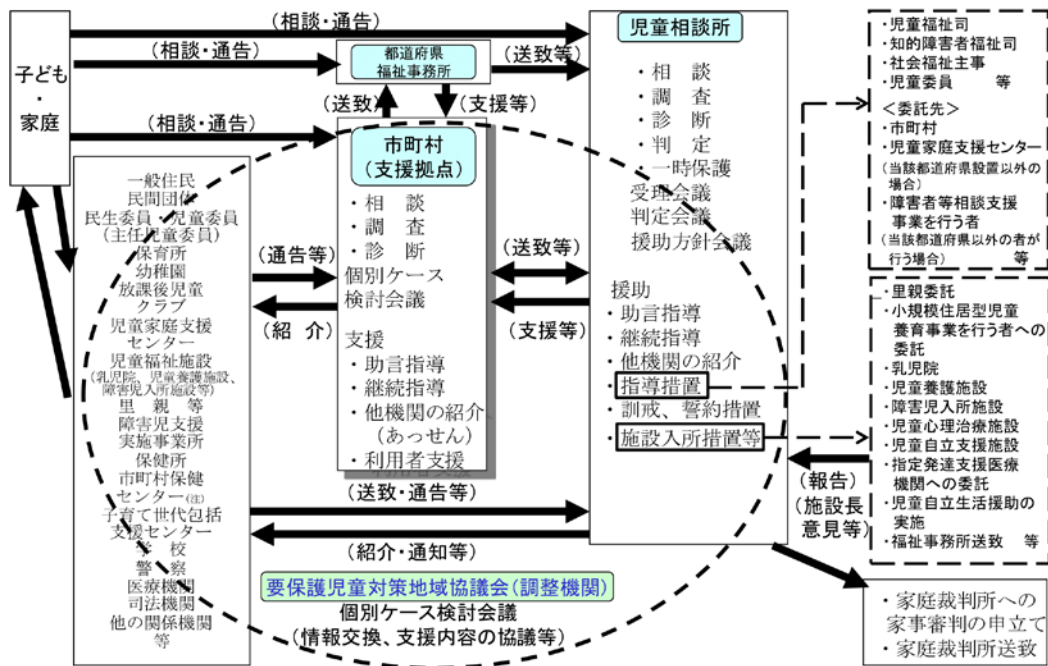 子ども
・
家庭
(相談・通告)
(相談・通告)
(相談・通告)
都道府県
福祉事務所
(送致等)
(送致)
(支援等)
市町村
(支援拠点)
・相 談
・調 査
・診 断
個別ケース
検討会議
支援
・助言指導
・継続指導
・他機関の紹介
(あっせん)
・利用者支援
一般住民
民間団体
民生委員・児童委員
(主任児童委員)
保育所
幼稚園
放課後児童
クラブ
児童家庭支援
センター
児童福祉施設
(乳児院、児童養護施設、
障害児入所施設等)
里 親 等
障害児支援
実施事業所
保健所
市町村保健
センター(注)
子育て世代包括
支援センター
学 校
警 察
医療機関
司法機関
他の関係機関
等
(通告等)
(紹 介)
(送致等)
(支援等)
(送致・通告等)
(紹介・通知等)
要保護児童対策地域協議会(調整機関)
個別ケース検討会議
(情報交換、支援内容の協議等)
児童相談所
・相 談
・調 査
・診 断
・判 定
・一時保護
受理会議
判定会議
援助方針会議
援助
・助言指導
・継続指導
・他機関の紹介
・指導措置
・訓戒、誓約措置
・施設入所措置等
・児童福祉司
・知的障害者福祉司
・社会福祉主事
・児童委員 等
<委託先>
・市町村
・児童家庭支援センター
(当該都道府県設置以外の
場合)
・障害者等相談支援
事業を行う者
(当該都道府県以外の者が
行う場合) 等
・里親委託
・小規模住居型児童
養育事業を行う者への
委託
・乳児院
・児童養護施設
・障害児入所施設
・児童心理治療施設
・児童自立支援施設
・指定発達支援医療
機関への委託
・児童自立生活援助の
実施
・福祉事務所送致 等
(報告)
(施設長
意見等)
・家庭裁判所への
家事審判の申立て
・家庭裁判所送致